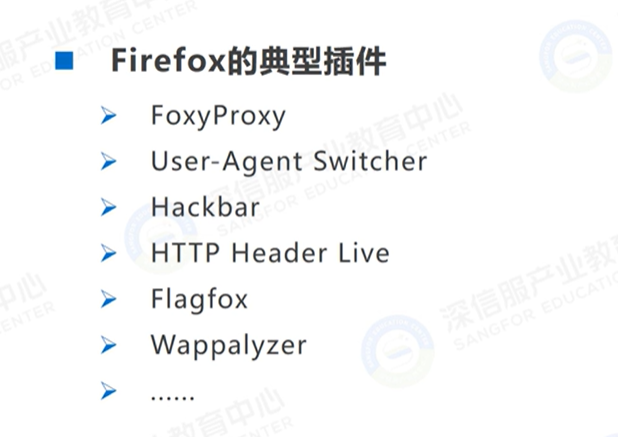 Firefox的典型插件
FoxyProxy
User-Agent Switcher
Hackbar
HTTP Header Live
Flagfox
Wappalyzer
......
深信服产业教育中心
SANGFOR EDUCATION CENTER